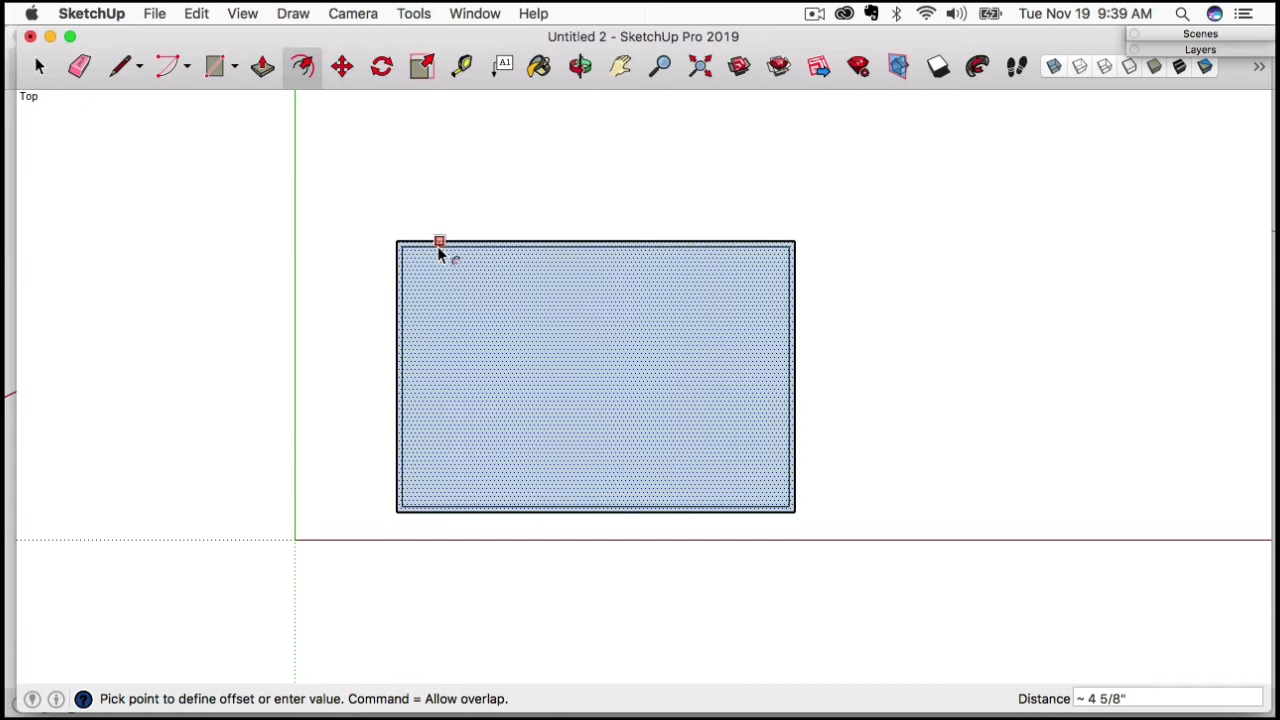 SketchUp File Edit View Draw Camera Tools Window Help Tue Nov 19 9:39 AM
Untitled 2 - SketchUp Pro 2019
Scenes
Layers
A1
Top
Pick point to define offset or enter value. Command = Allow overlap. Distance ~ 4 5/8"